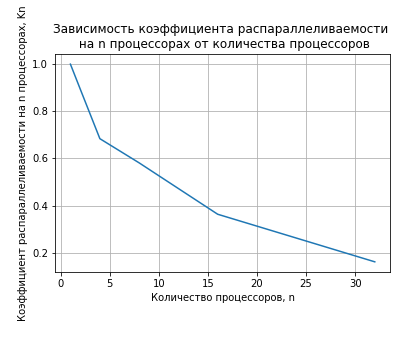 Зависимость коэффициента распараллеливаемости
на n процессорах от количества процессоров
Коэффициент распараллеливаемости на n процессорах, Kn
1.0
0.8
0.6
0.4
0.2
0 5 10 15 20 25 30
Количество процессоров, n